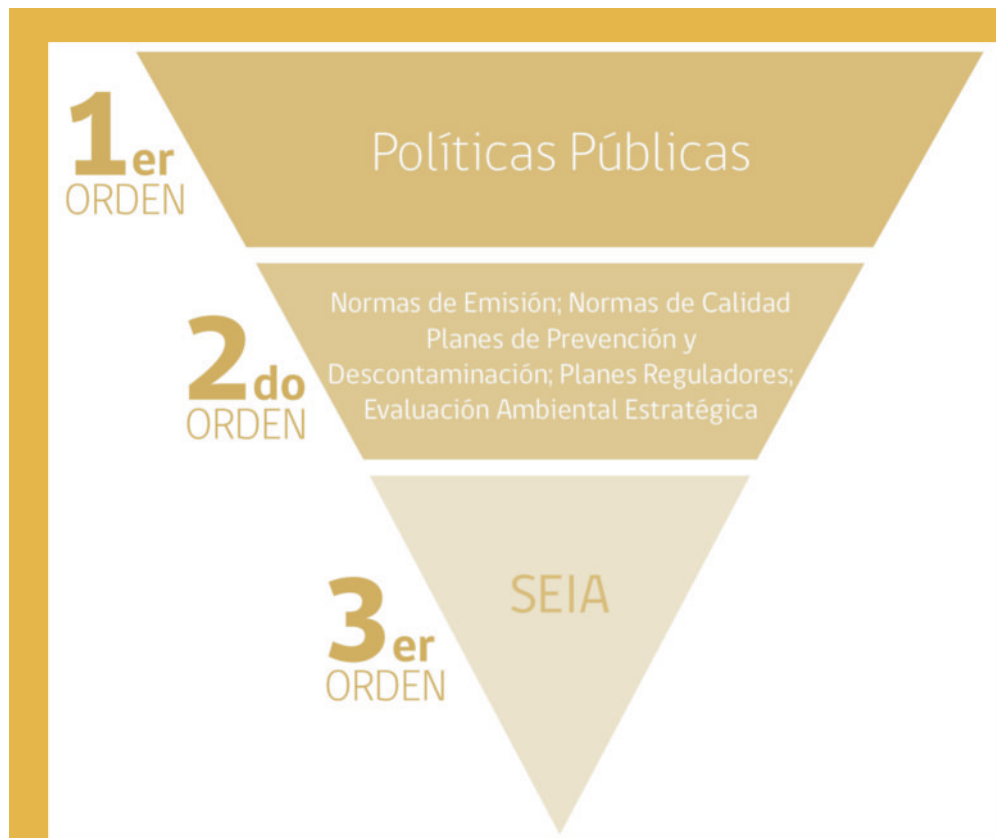 1er
ORDEN
Políticas Públicas
2do
ORDEN
Normas de Emisión; Normas de Calidad
Planes de Prevención y
Descontaminación; Planes Reguladores;
Evaluación Ambiental Estratégica
3er
ORDEN
SEIA